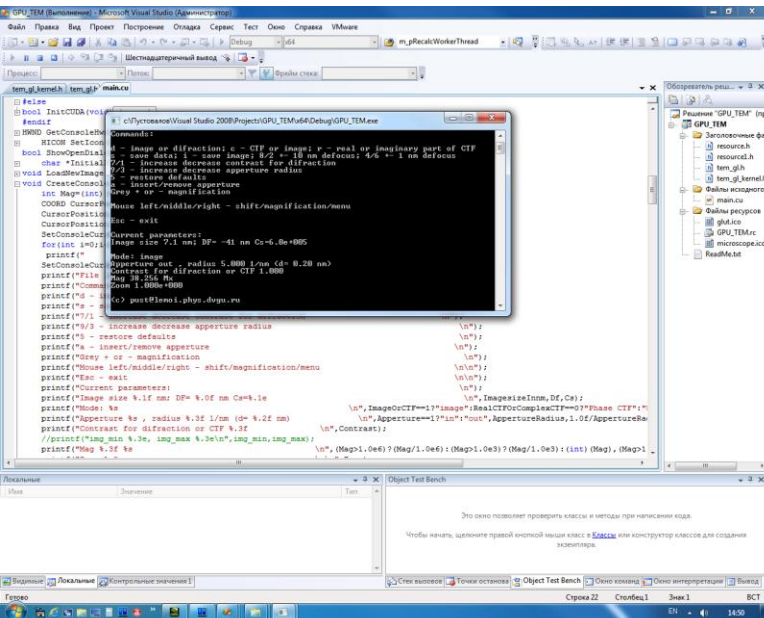 GPU_TEM (Выполнение) - Microsoft Visual Studio (Администратор)
Файл Правка Вид Проект Построение Отладка Сервис Тест Окно Справка VMware
Debug x64 m_pRecalcWorkerThread
Шестнадцатеричный вывод
Процесс: Поток: Фрейм стека:
tem_gl_kernel.h tem_gl.h main.cu
Обозреватель реш...
#else
bool InitCUDA(void
#endif
HWND GetConsoleHw
HICON SetIcon
bool ShowOpenDial
char *Initial
void LoadNewImage
void CreateConsol
int Mag=(int)
COORD CursorP
CursorPosition
CursorPosition
SetConsoleCur
for(int i=0;i
printf("
SetConsoleCur
printf("File
printf("Comma
printf("d - i
printf("s - s
printf("7/1 - increase decrease contrast for difraction \n");
printf("9/3 - increase decrease apperture radius \n");
printf("5 - restore defaults \n");
printf("a - insert/remove apperture \n");
printf("Grey + or - magnification \n");
printf("Mouse left/middle/right - shift/magnification/menu \n\n");
printf("Esc - exit \n\n");
printf("Current parameters: \n");
printf("Image size %.1f nm; DF= %.0f nm Cs=%.1e \n",ImagesizeInnm,Df,Cs);
printf("Mode: %s \n",ImageOrCTF==1?"image":RealCTFOrComplexCTF==0?"Phase CTF":"
printf("Apperture %s , radius %.3f 1/nm (d= %.2f nm) \n",Apperture==1?"in":"out",AppertureRadius,1.0f/AppertureRa
printf("Contrast for difraction or CTF %.3f \n",Contrast);
//printf("img_min %.3e, img_max %.3e\n",img_min,img_max);
printf("Mag %.3f %s \n",(Mag>1.0e6)?(Mag/1.0e6):(Mag>1.0e3)?(Mag/1.0e3):(int)(Mag),(Mag>1
c:\Пустовалов\Visual Studio 2008\Projects\GPU_TEM\x64\Debug\GPU_TEM.exe
Commands:
d - image or difraction; c - CTF or image; r - real or imaginary part of CTF
s - save data; i - save image; 8/2 +- 10 nm defocus; 4/6 +- 1 nm defocus
7/1 - increase decrease contrast for difraction
9/3 - increase decrease apperture radius
5 - restore defaults
a - insert/remove apperture
Grey + or - magnification
Mouse left/middle/right - shift/magnification/menu
Esc - exit
Current parameters:
Image size 7.1 nm; DF= -41 nm Cs=6.0e+005
Mode: image
Apperture out , radius 5.000 1/nm (d= 0.20 nm)
Contrast for difraction or CTF 1.000
Mag 38.256 Mx
Zoom 1.000e+000
(c) pust@lemoi.phys.dvgu.ru
Решение "GPU_TEM" (пр
GPU_TEM
Заголовочные фа
resource.h
resource1.h
tem_gl.h
tem_gl_kernel.h
Файлы исходного
main.cu
Файлы ресурсов
glut.ico
GPU_TEM.rc
microscope.ico
ReadMe.txt
Локальные
Имя Значение Тип
Object Test Bench
Это окно позволяет проверить классы и методы при написании кода.
Чтобы начать, щелкните правой кнопкой мыши класс в Классы или конструктор классов для создания
экземпляра.
Видимые Локальные Контрольные значения 1
Стек вызовов Точки останова Object Test Bench Окно команд Окно интерпретации Вывод
Готово Строка 22 Столбец 1 Знак 1 ВСТ
EN 14:50